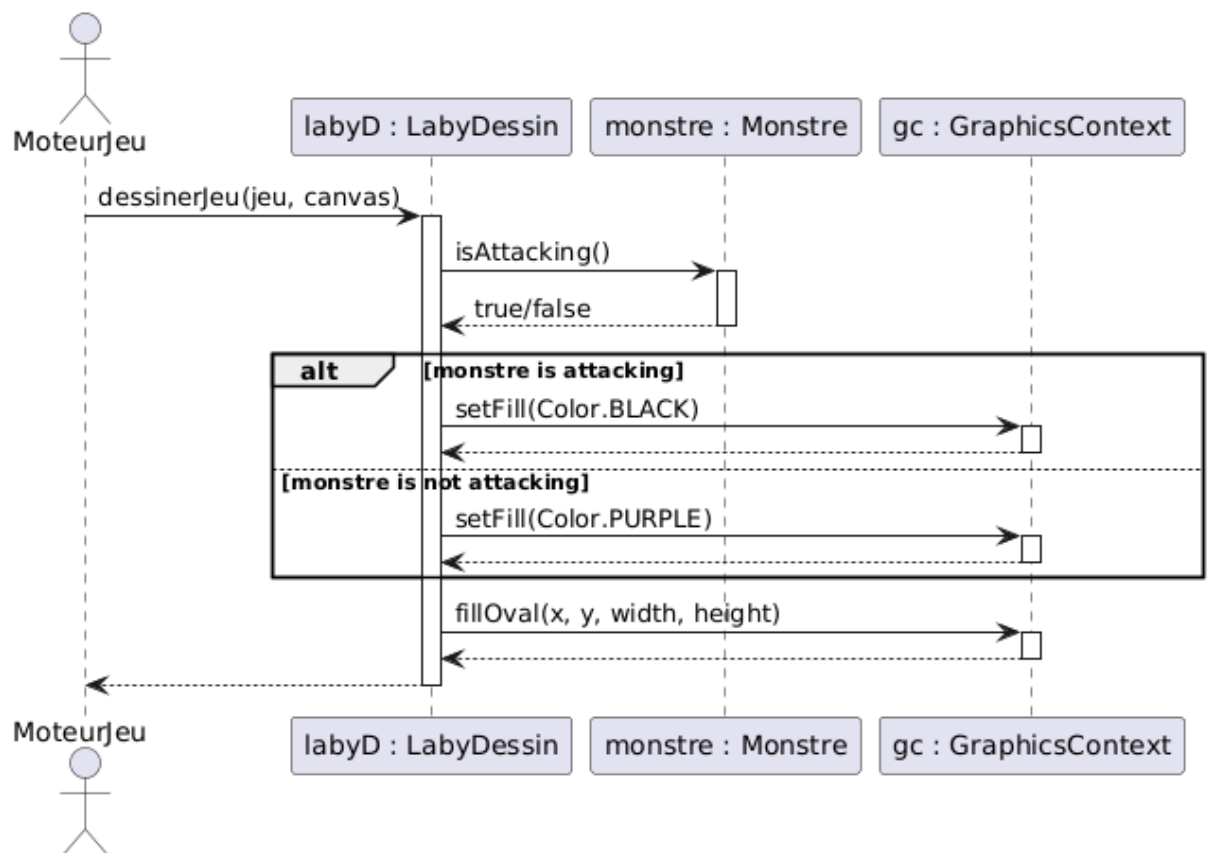 MoteurJeu
labyD : LabyDessin
monstre : Monstre
gc : GraphicsContext
dessinerJeu(jeu, canvas)
isAttacking()
true/false
alt
[monstre is attacking]
setFill(Color.BLACK)
[monstre is not attacking]
setFill(Color.PURPLE)
fillOval(x, y, width, height)
MoteurJeu
labyD : LabyDessin
monstre : Monstre
gc : GraphicsContext